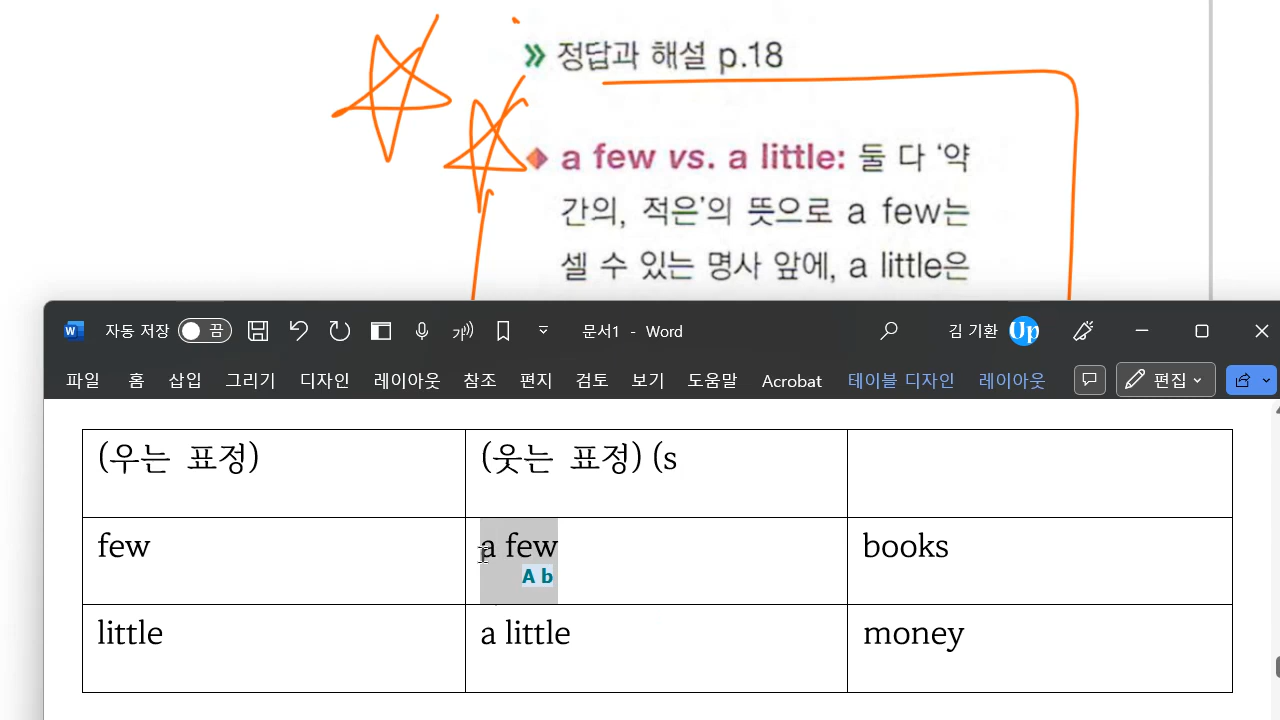 정답과 해설 p.18
a few vs. a little: 둘 다 ‘약
간의, 적은’의 뜻으로 a few는
셀 수 있는 명사 앞에, a little은
자동 저장 끔 문서1 - Word 김 기환 Up
파일 홈 삽입 그리기 디자인 레이아웃 참조 편지 검토 보기 도움말 Acrobat 테이블 디자인 레이아웃 편집
(우는 표정) (웃는 표정) (s
few a few books
A b
little a little money